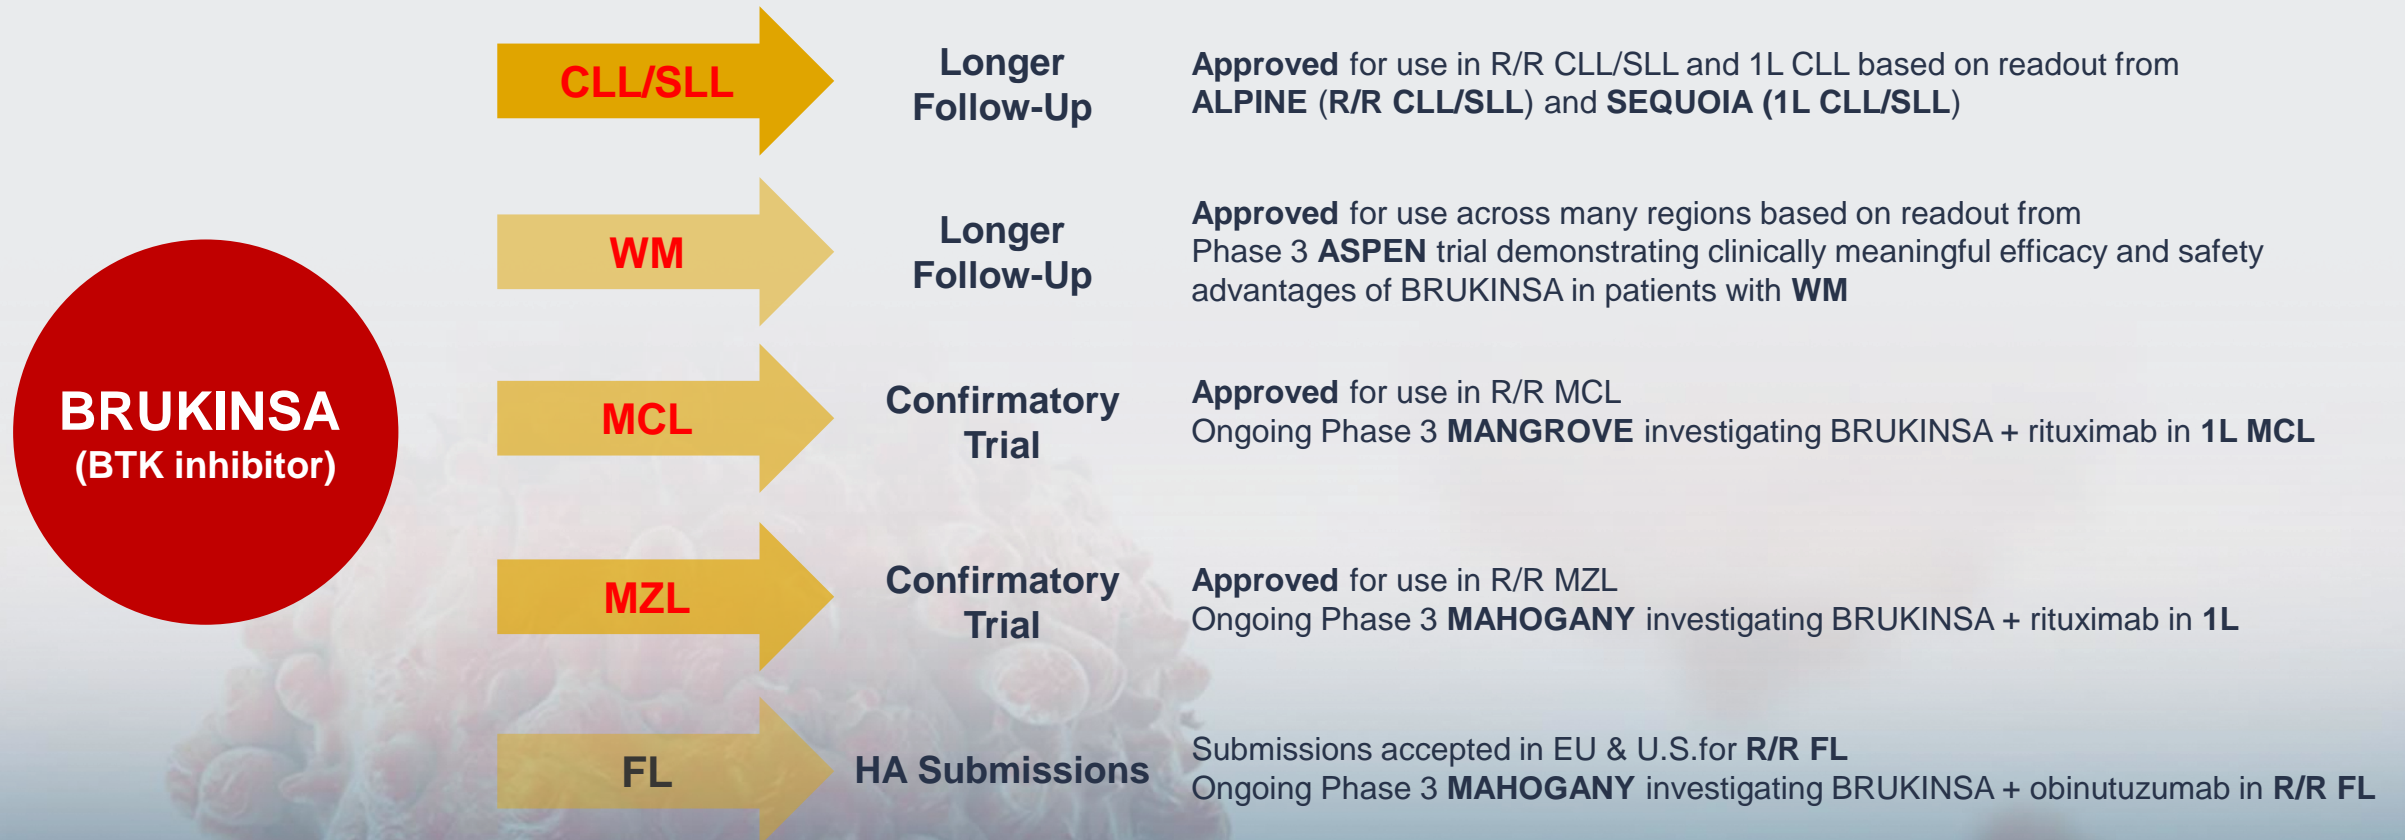 BRUKINSA
(BTK inhibitor)
CLL/SLL
Longer
Follow-Up
Approved for use in R/R CLL/SLL and 1L CLL based on readout from
ALPINE (R/R CLL/SLL) and SEQUOIA (1L CLL/SLL)
WM
Longer
Follow-Up
Approved for use across many regions based on readout from
Phase 3 ASPEN trial demonstrating clinically meaningful efficacy and safety
advantages of BRUKINSA in patients with WM
MCL
Confirmatory
Trial
Approved for use in R/R MCL
Ongoing Phase 3 MANGROVE investigating BRUKINSA + rituximab in 1L MCL
MZL
Confirmatory
Trial
Approved for use in R/R MZL
Ongoing Phase 3 MAHOGANY investigating BRUKINSA + rituximab in 1L
FL
HA Submissions
Submissions accepted in EU & U.S.for R/R FL
Ongoing Phase 3 MAHOGANY investigating BRUKINSA + obinutuzumab in R/R FL